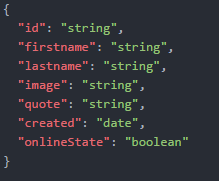 {
"id": "string",
"firstname": "string",
"lastname": "string",
"image": "string",
"quote": "string",
"created": "date",
"onlineState": "boolean"
}